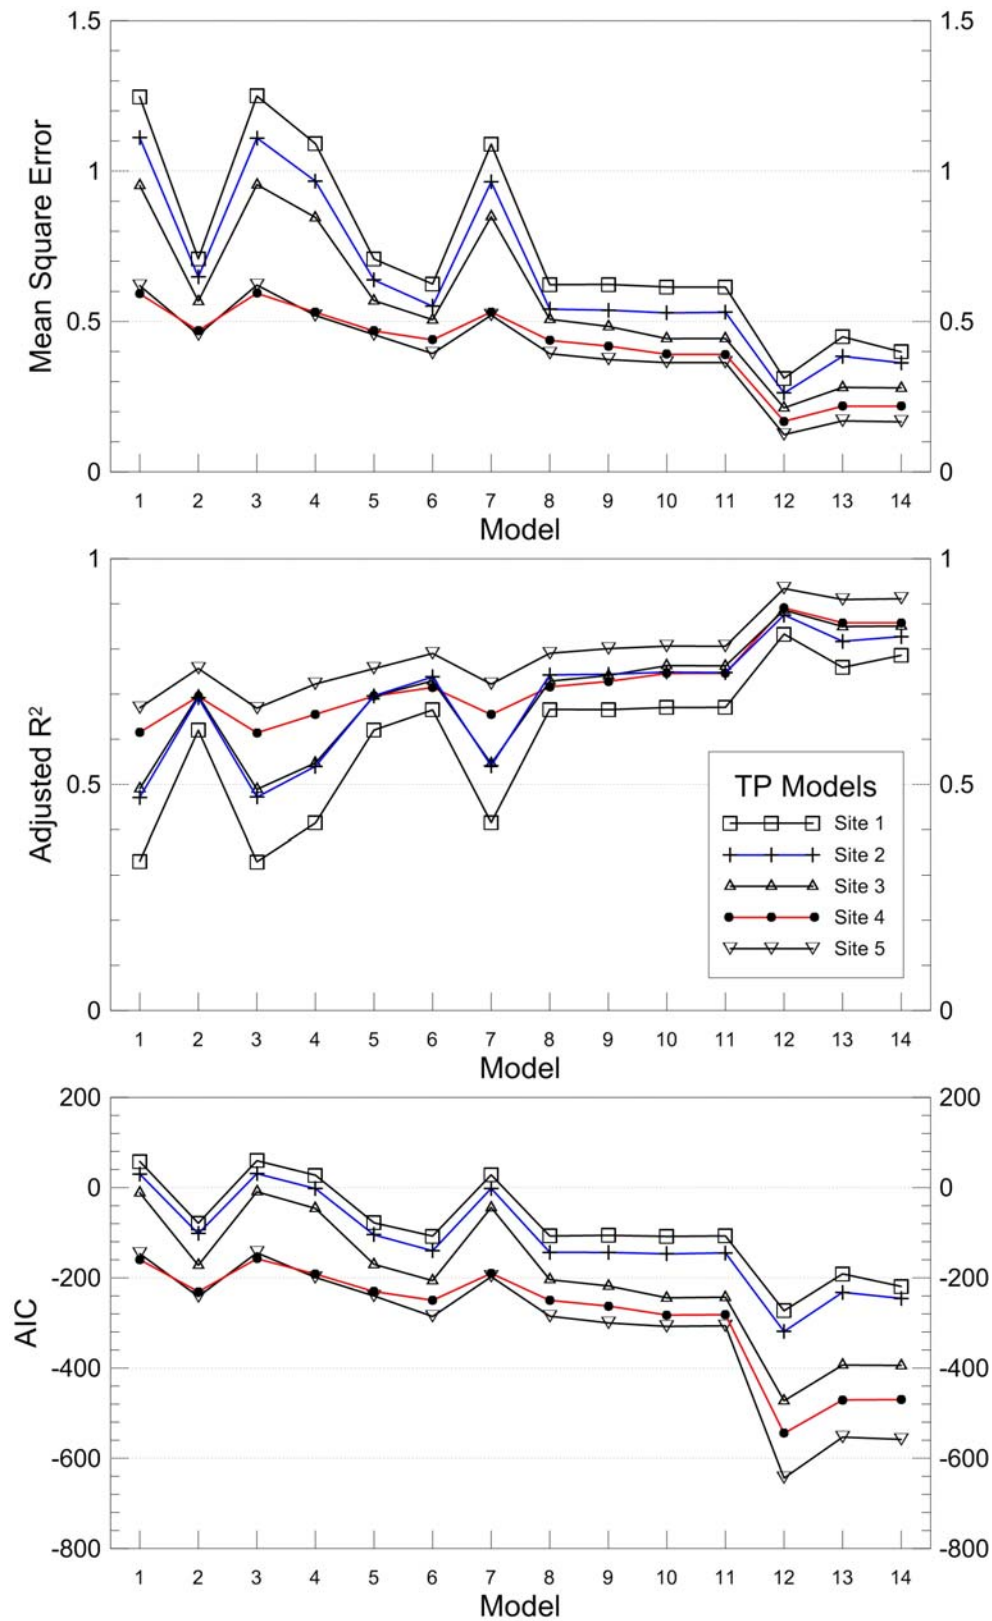 1.5
1.5
1
1
0.5
0.5
0
0
Mean Square Error
1 2 3 4 5 6 7 8 9 10 11 12 13 14
Model
1
1
0.5
0.5
0
0
Adjusted R²
TP Models
Site 1
Site 2
Site 3
Site 4
Site 5
1 2 3 4 5 6 7 8 9 10 11 12 13 14
Model
200
200
0
0
-200
-200
-400
-400
-600
-600
-800
-800
AIC
1 2 3 4 5 6 7 8 9 10 11 12 13 14
Model